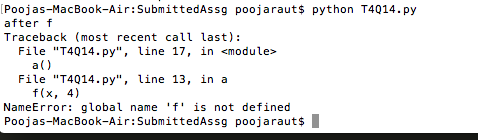 Poojas-MacBook-Air:SubmittedAssg poojaraut$ python T4Q14.py
after f
Traceback (most recent call last):
  File "T4Q14.py", line 17, in <module>
    a()
  File "T4Q14.py", line 13, in a
    f(x, 4)
NameError: global name 'f' is not defined
Poojas-MacBook-Air:SubmittedAssg poojaraut$